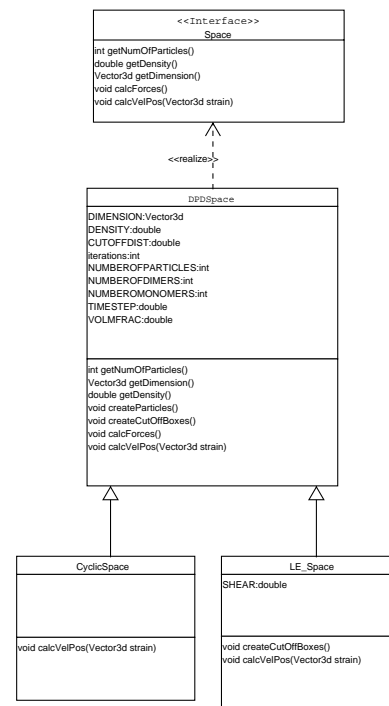 <<Interface>>
Space
int getNumOfParticles()
double getDensity()
Vector3d getDimension()
void calcForces()
void calcVelPos(Vector3d strain)
<<realize>>
DPDSpace
DIMENSION:Vector3d
DENSITY:double
CUTOFFDIST:double
iterations:int
NUMBEROFPARTICLES:int
NUMBEROFDIMERS:int
NUMBEROMONOMERS:int
TIMESTEP:double
VOLMFRAC:double
int getNumOfParticles()
Vector3d getDimension()
double getDensity()
void createParticles()
void createCutOffBoxes()
void calcForces()
void calcVelPos(Vector3d strain)
CyclicSpace
void calcVelPos(Vector3d strain)
LE_Space
SHEAR:double
void createCutOffBoxes()
void calcVelPos(Vector3d strain)